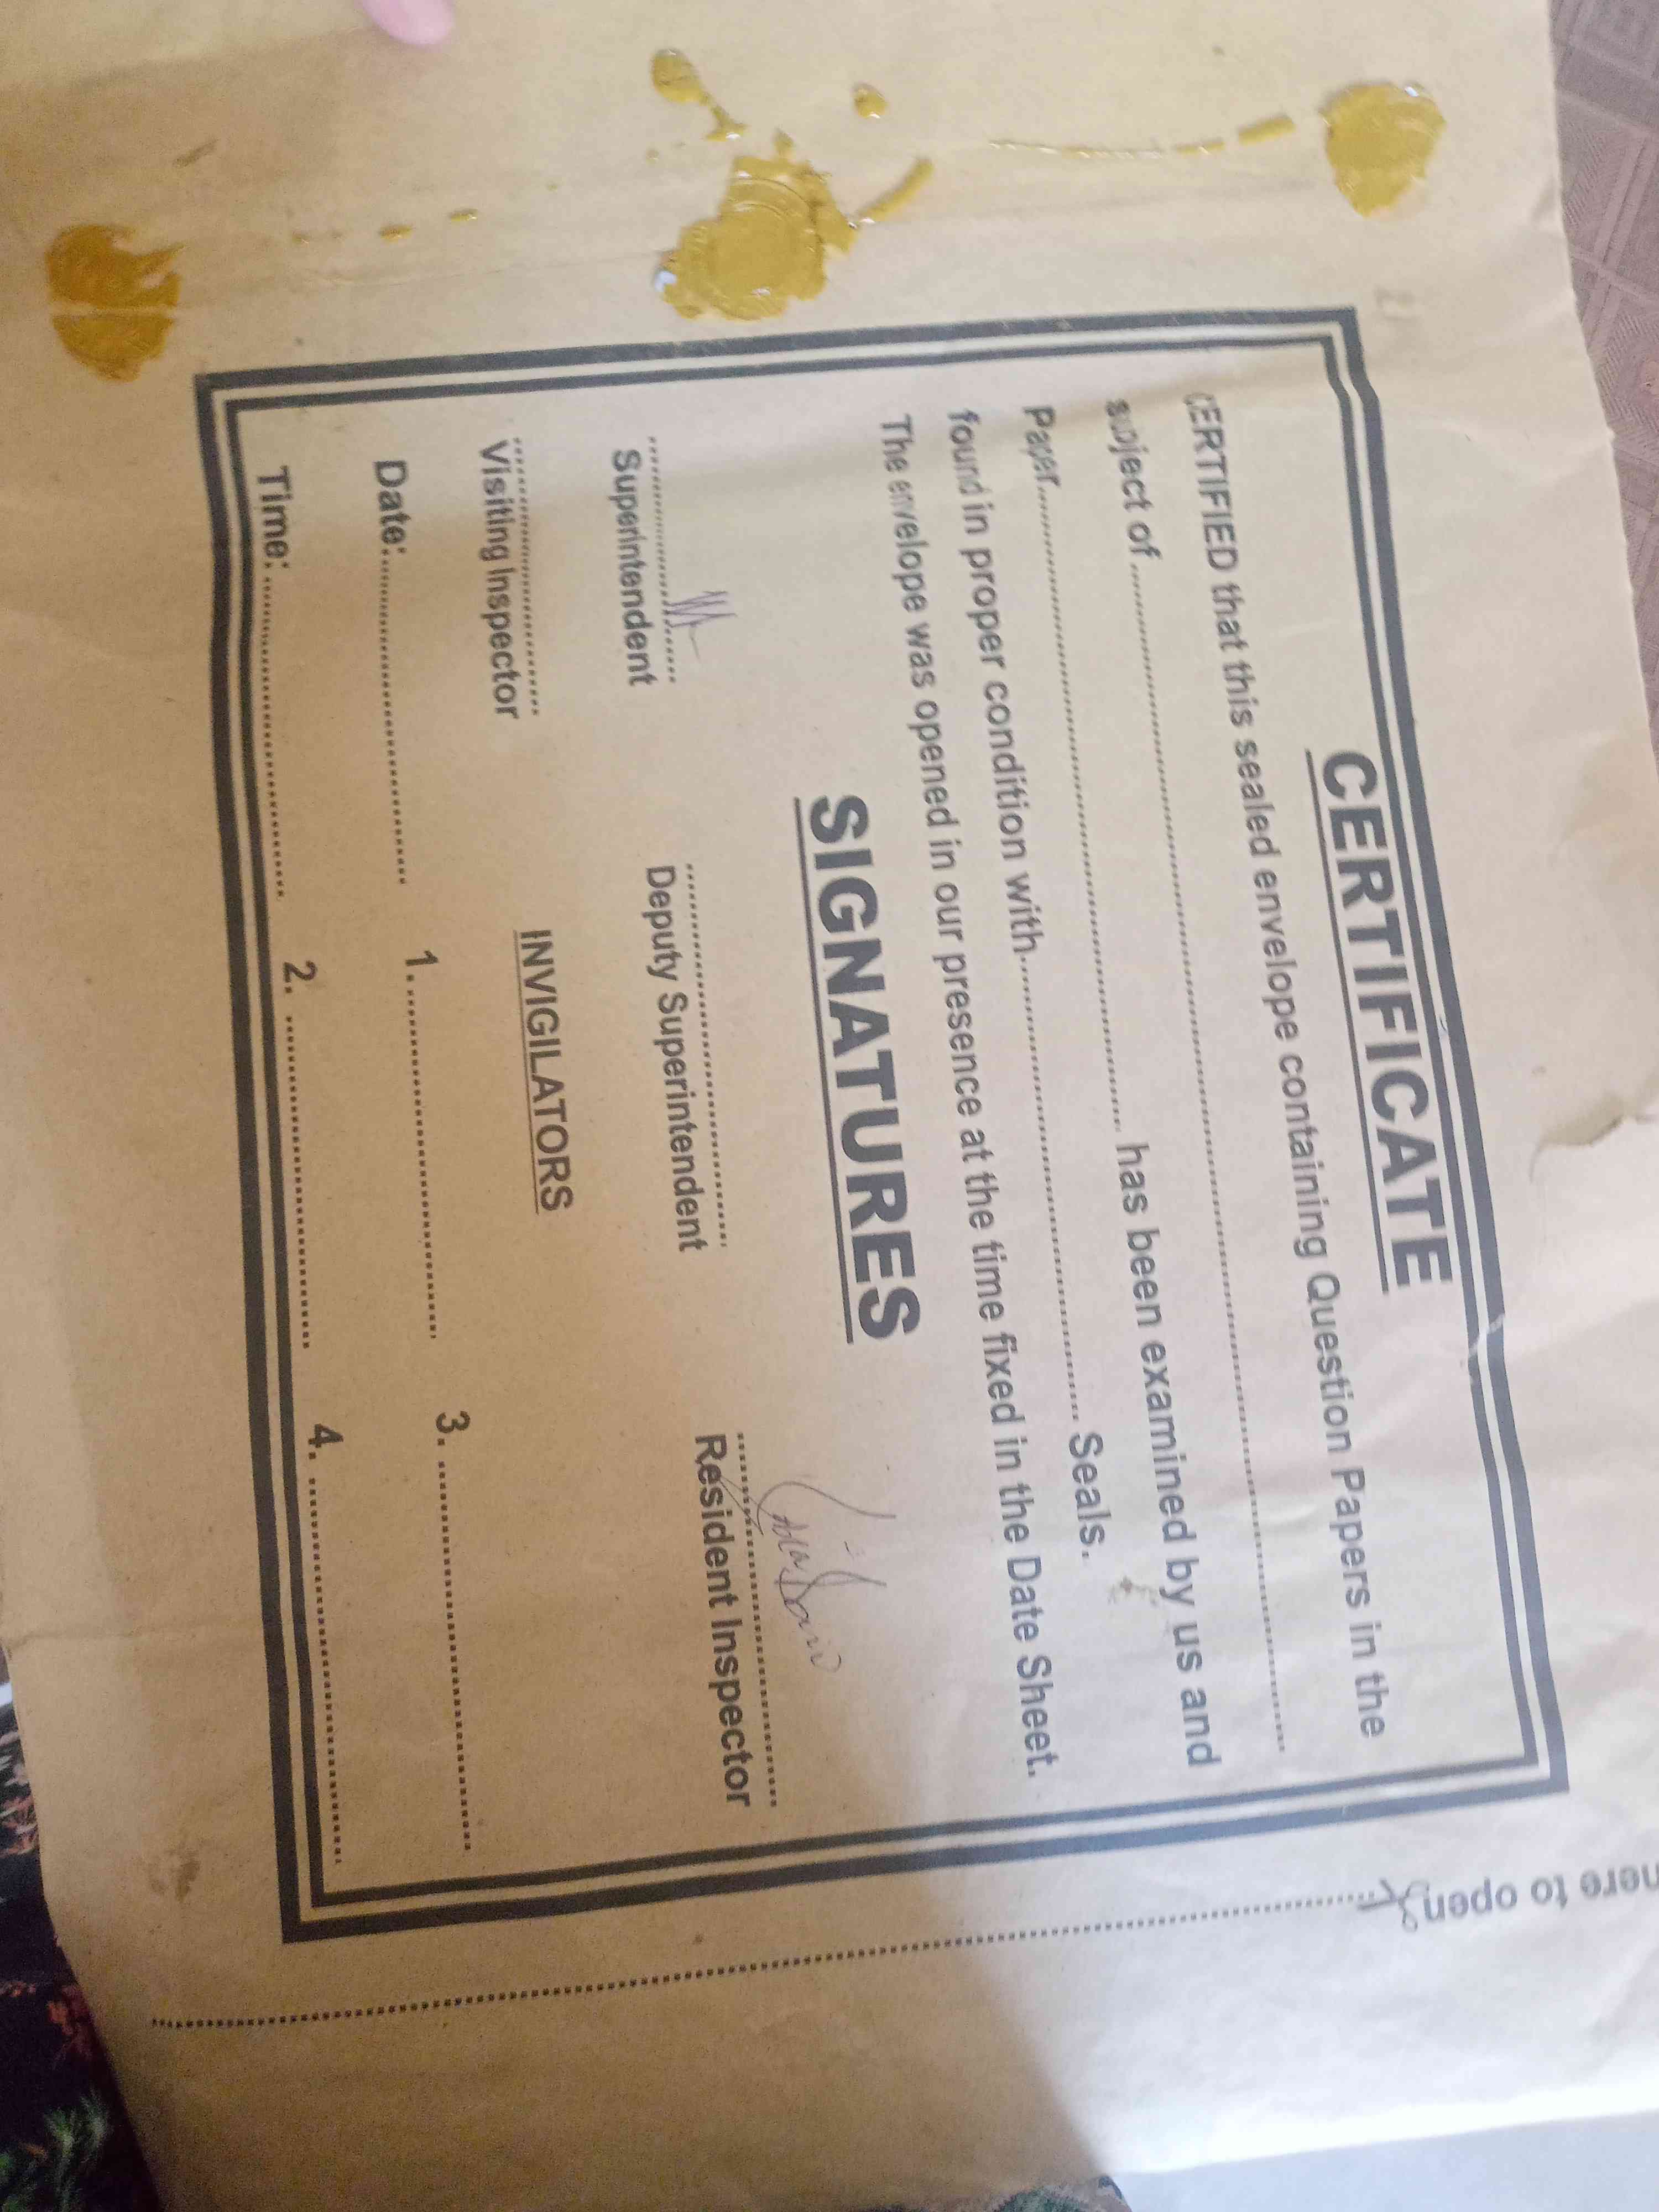 CERTIFICATE
CERTIFIED that this sealed envelope containing Question Papers in the
subject of
Paper has been examined by us and
found in proper condition with Seals.
The envelope was opened in our presence at the time fixed in the Date Sheet.
SIGNATURES
Superintendent Deputy Superintendent Resident Inspector
Visiting Inspector INVIGILATORS
Date: 1. 3.
Time: 2. 4.
here to open